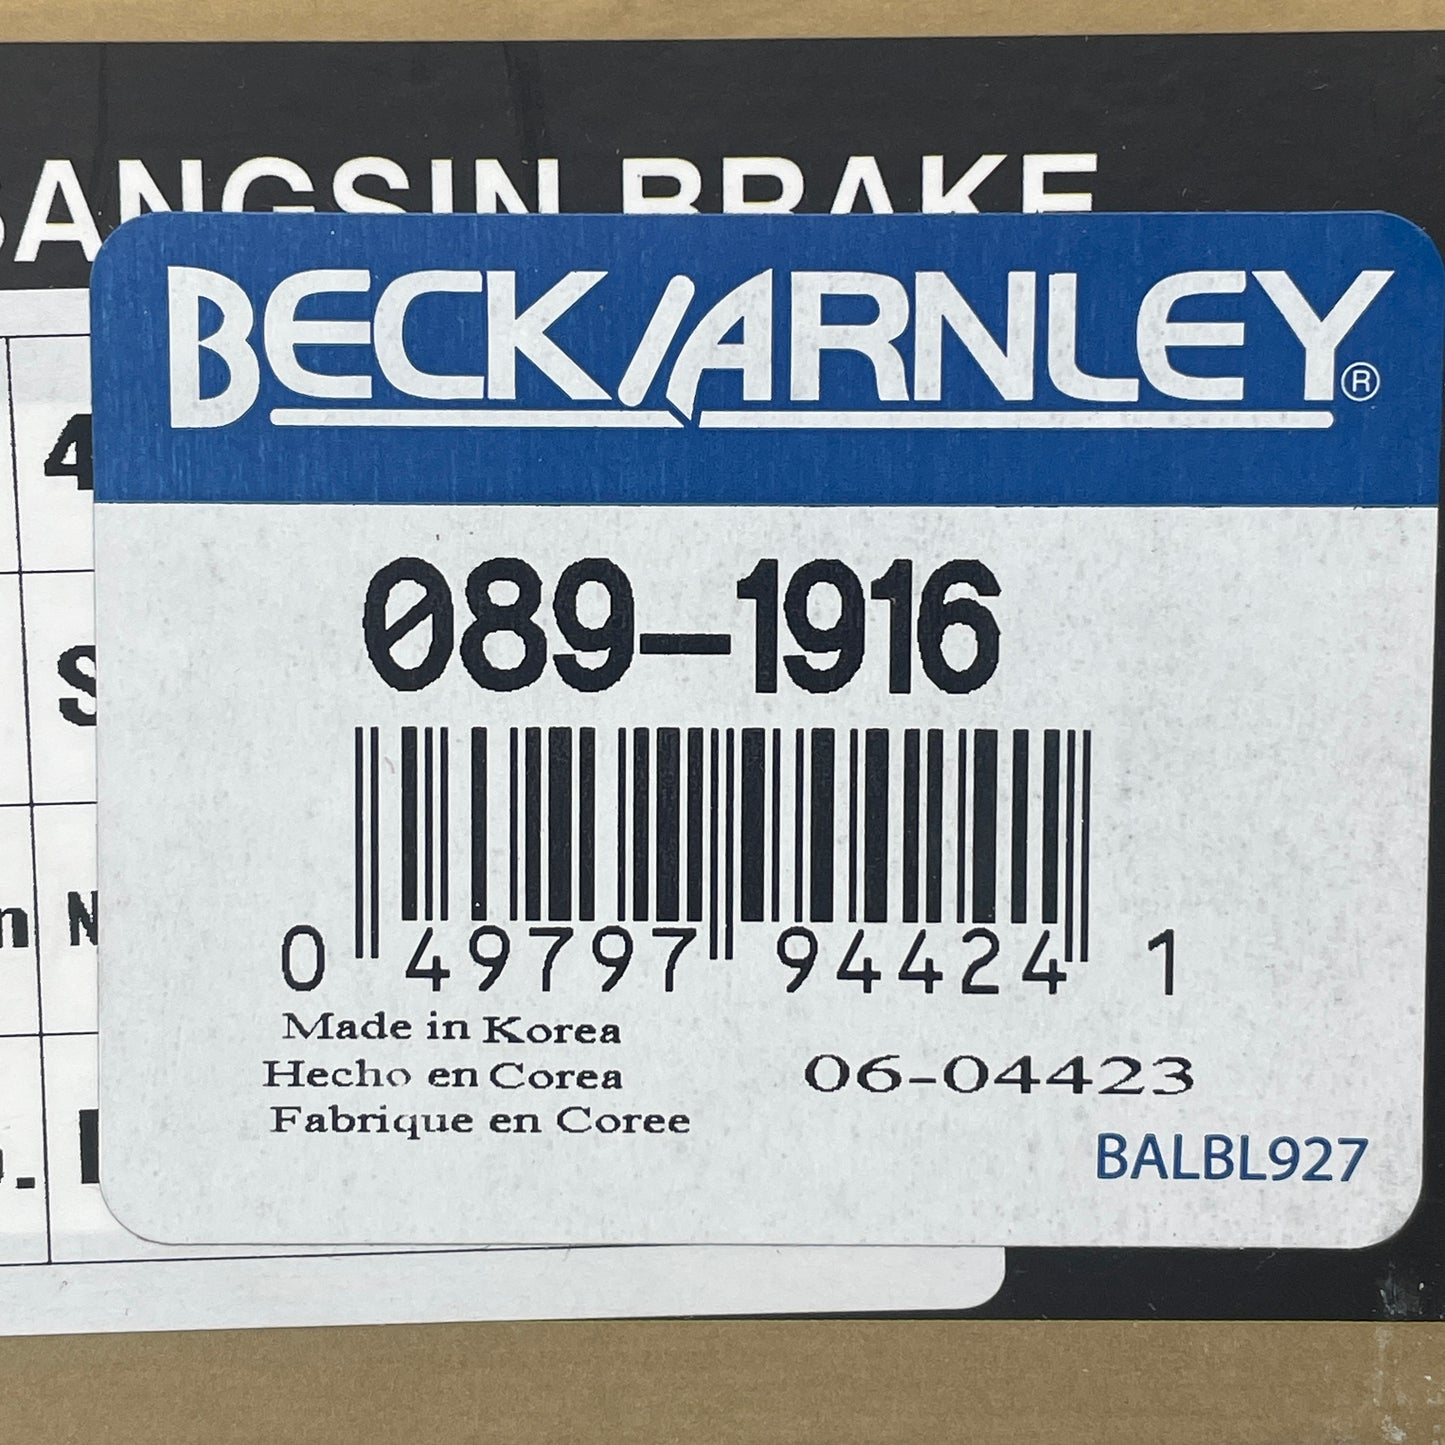 SANGSIN BRAKE
BECK/ARNLEY®
4
S
089-1916
n N
0 49797 94424 1
Made in Korea
Hecho en Corea
06-04423
Fabrique en Coree
BALBL927